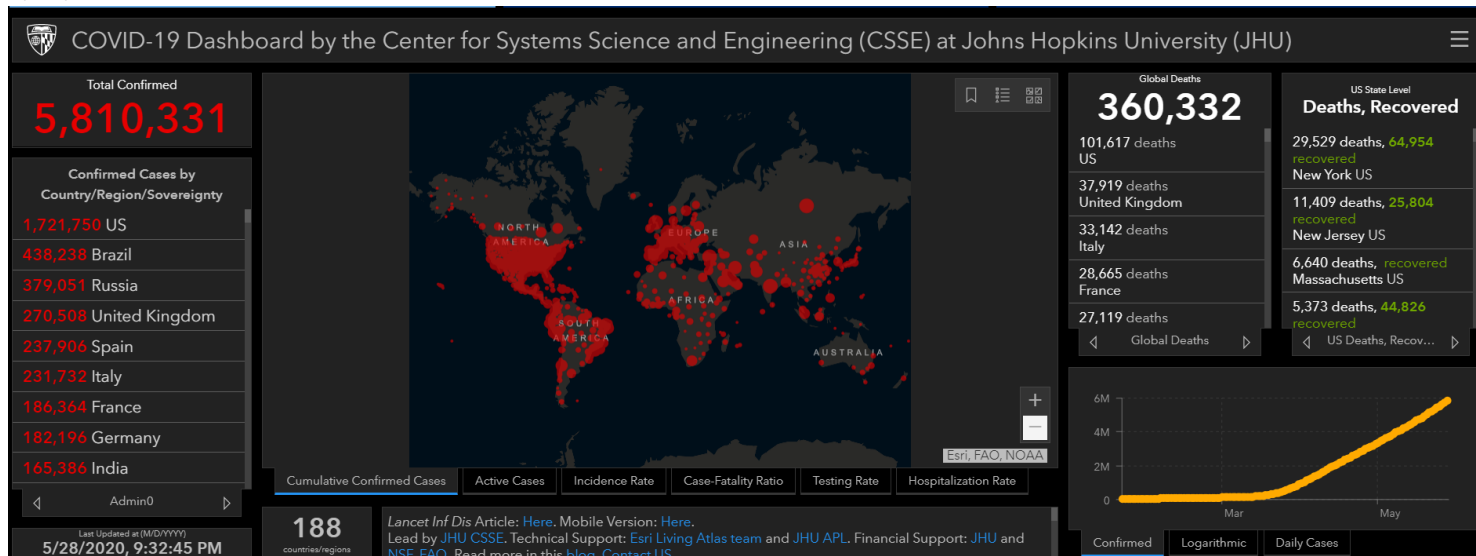 COVID-19 Dashboard by the Center for Systems Science and Engineering (CSSE) at Johns Hopkins University (JHU)
Total Confirmed
5,810,331
Confirmed Cases by
Country/Region/Sovereignty
1,721,750 US
438,238 Brazil
379,051 Russia
270,508 United Kingdom
237,906 Spain
231,732 Italy
186,364 France
182,196 Germany
165,386 India
Admin0
Last Updated at (M/D/YYYY)
5/28/2020, 9:32:45 PM
NORTH
AMERICA
EUROPE
ASIA
AFRICA
SOUTH
AMERICA
AUSTRALIA
+
−
Esri, FAO, NOAA
Cumulative Confirmed Cases
Active Cases
Incidence Rate
Case-Fatality Ratio
Testing Rate
Hospitalization Rate
188
countries/regions
Lancet Inf Dis Article: Here. Mobile Version: Here.
Lead by JHU CSSE. Technical Support: Esri Living Atlas team and JHU APL. Financial Support: JHU and
NSF. FAQ. Read more in this blog. Contact US.
Global Deaths
360,332
101,617 deaths
US
37,919 deaths
United Kingdom
33,142 deaths
Italy
28,665 deaths
France
27,119 deaths
Global Deaths
US State Level
Deaths, Recovered
29,529 deaths, 64,954
recovered
New York US
11,409 deaths, 25,804
recovered
New Jersey US
6,640 deaths, recovered
Massachusetts US
5,373 deaths, 44,826
recovered
US Deaths, Recov...
6M
4M
2M
0
Mar
May
Confirmed
Logarithmic
Daily Cases